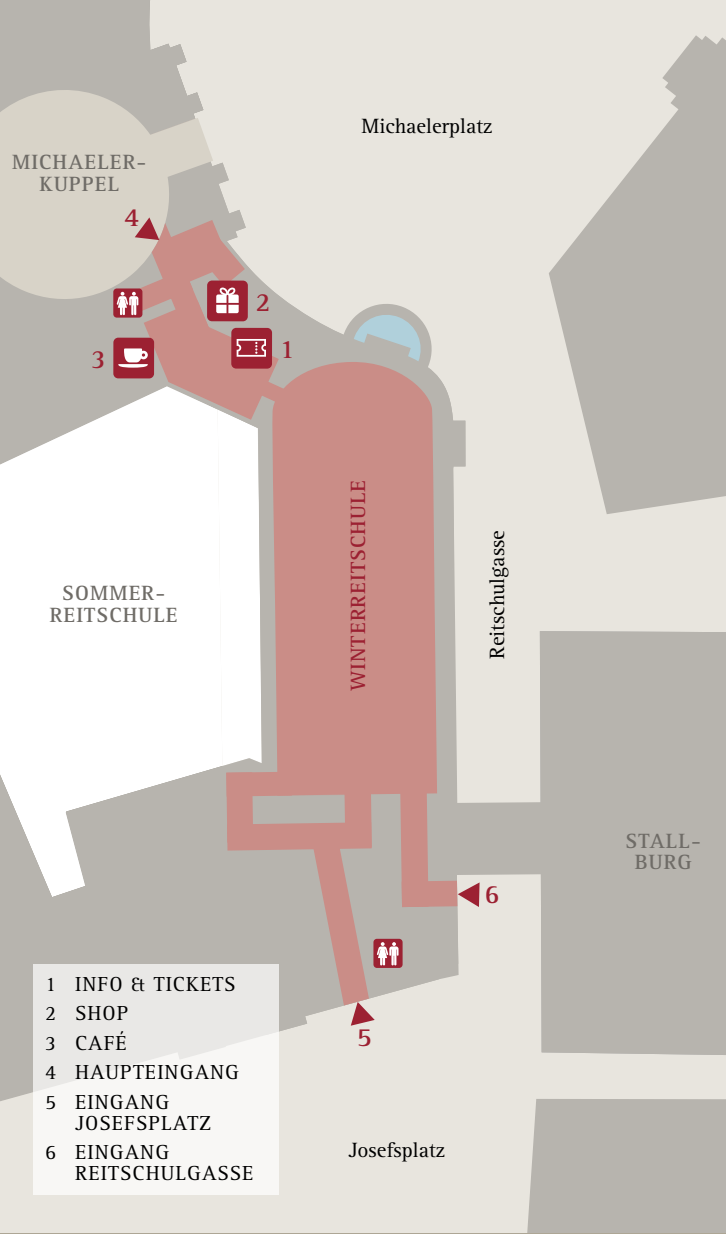 Michaelerplatz
MICHAELER-
KUPPEL
4
2
1
3
WINTERREITSCHULE
Reitschulgasse
SOMMER-
REITSCHULE
STALL-
BURG
6
5
1 INFO & TICKETS
2 SHOP
3 CAFÉ
4 HAUPTEINGANG
5 EINGANG
JOSEFSPLATZ
6 EINGANG
REITSCHULGASSE
Josefsplatz